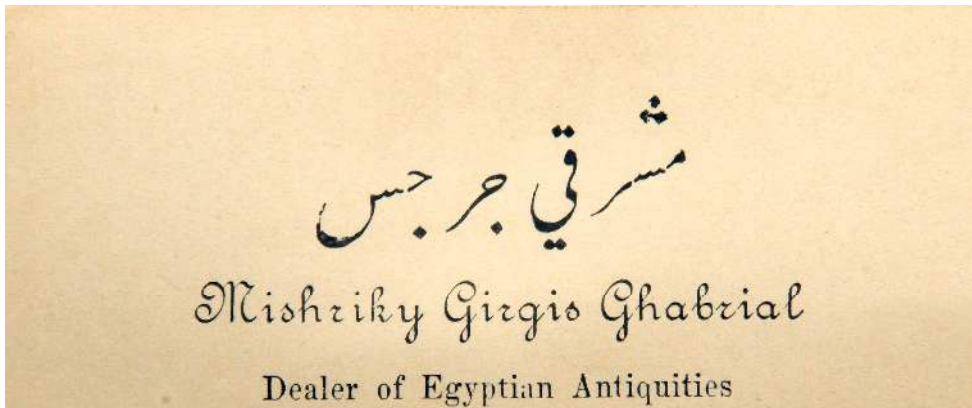 مشرقي جرجس
Mishriky Girgis Ghabrial
Dealer of Egyptian Antiquities